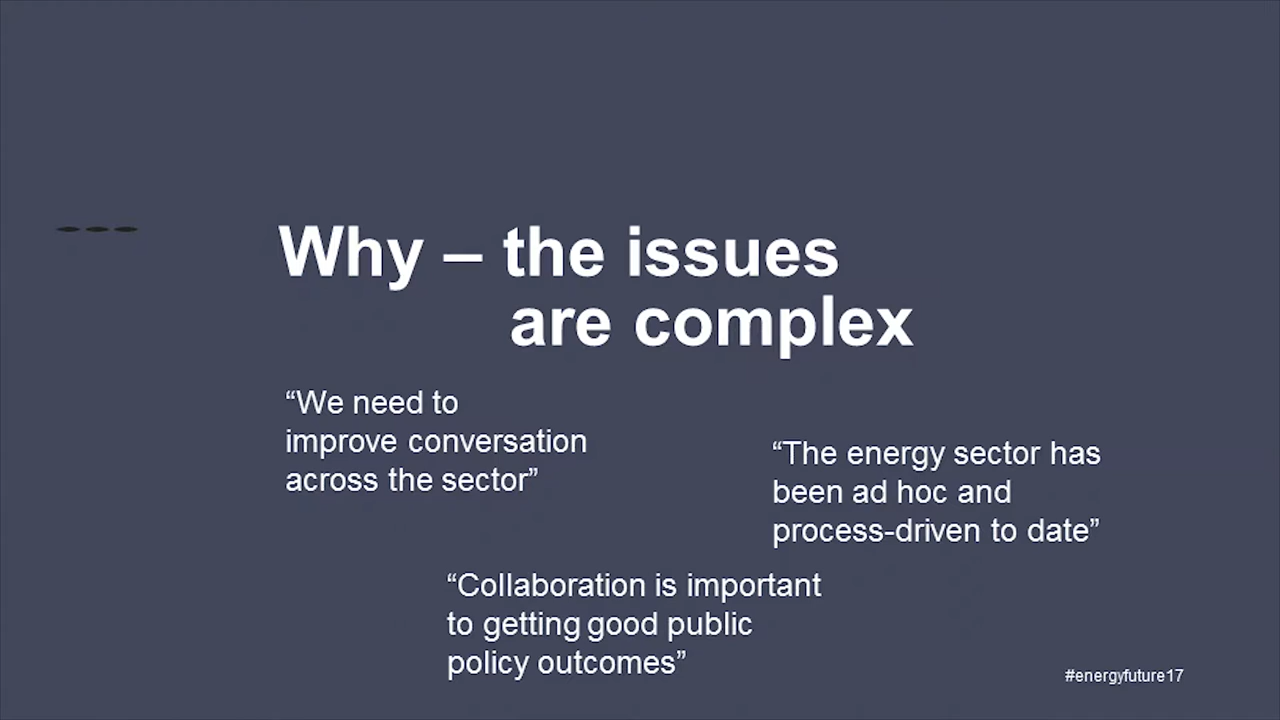 Why – the issues
are complex
“We need to
improve conversation
across the sector”
“The energy sector has
been ad hoc and
process-driven to date”
“Collaboration is important
to getting good public
policy outcomes”
#energyfuture17